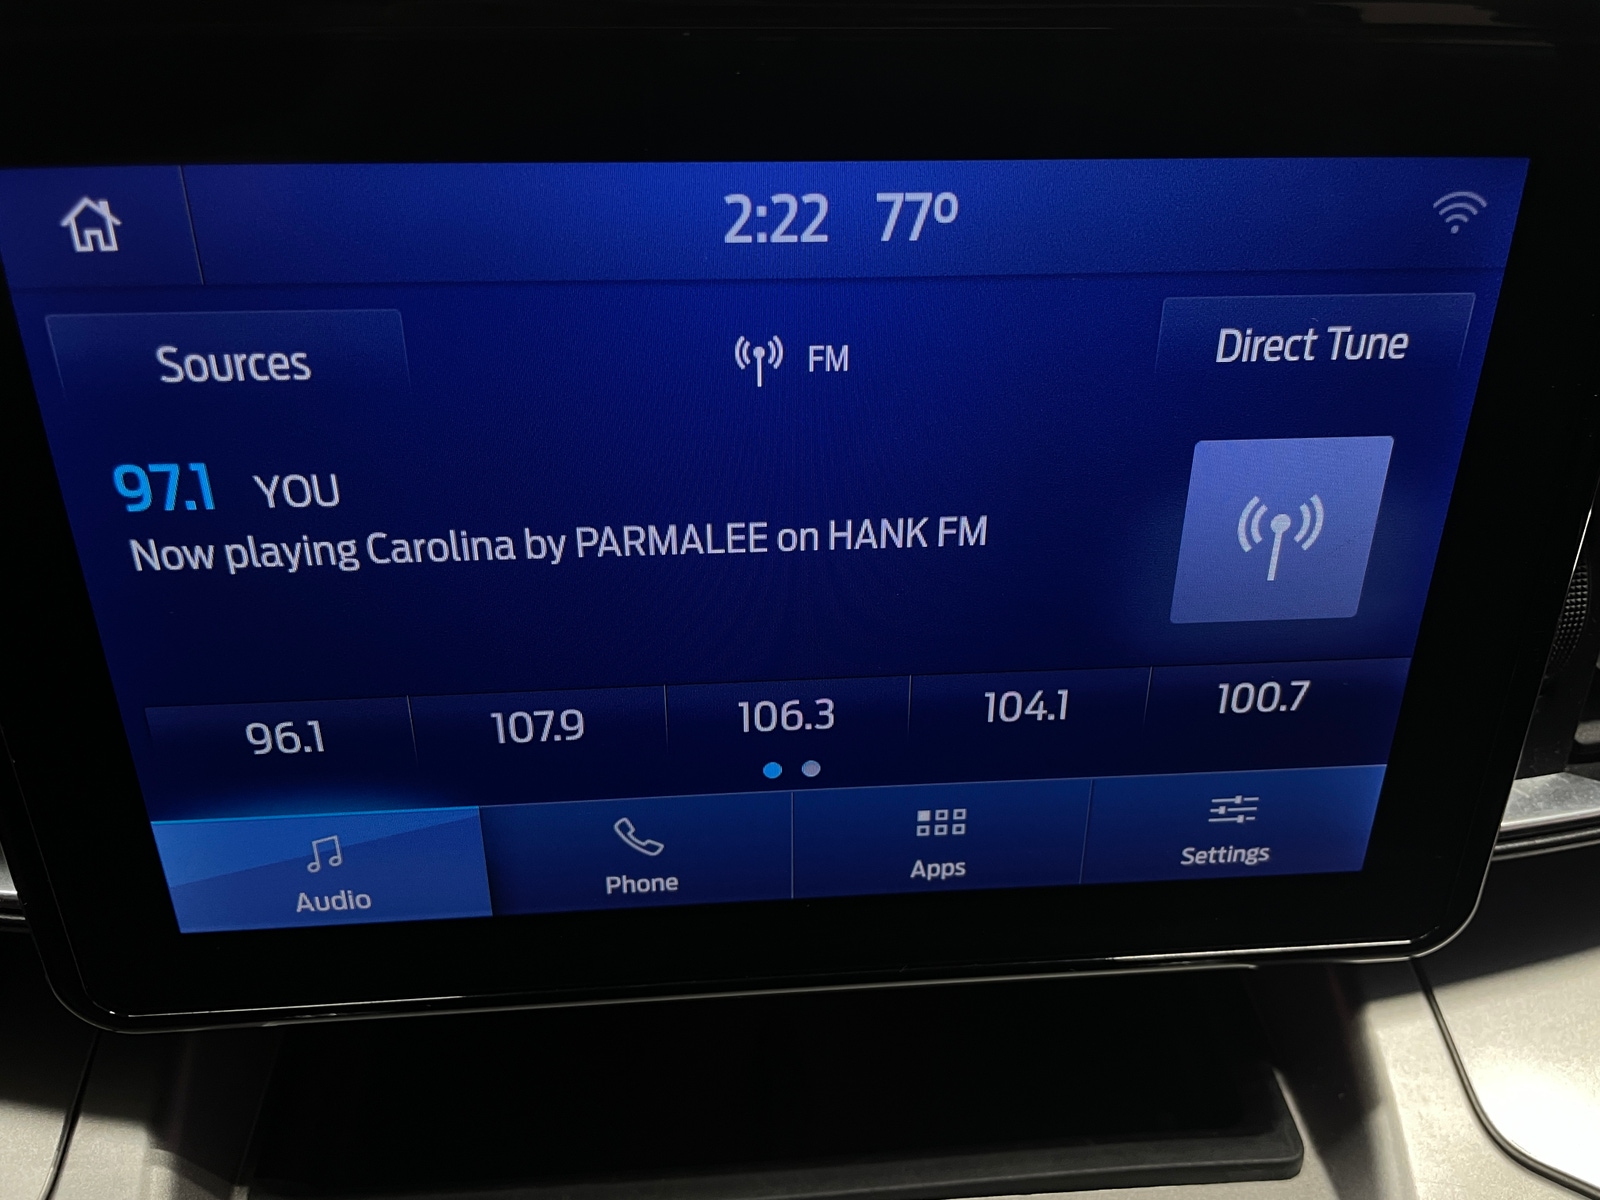 2:22 77°
Sources
FM
Direct Tune
97.1 YOU
Now playing Carolina by PARMALEE on HANK FM
96.1 107.9 106.3 104.1 100.7
Audio Phone Apps Settings